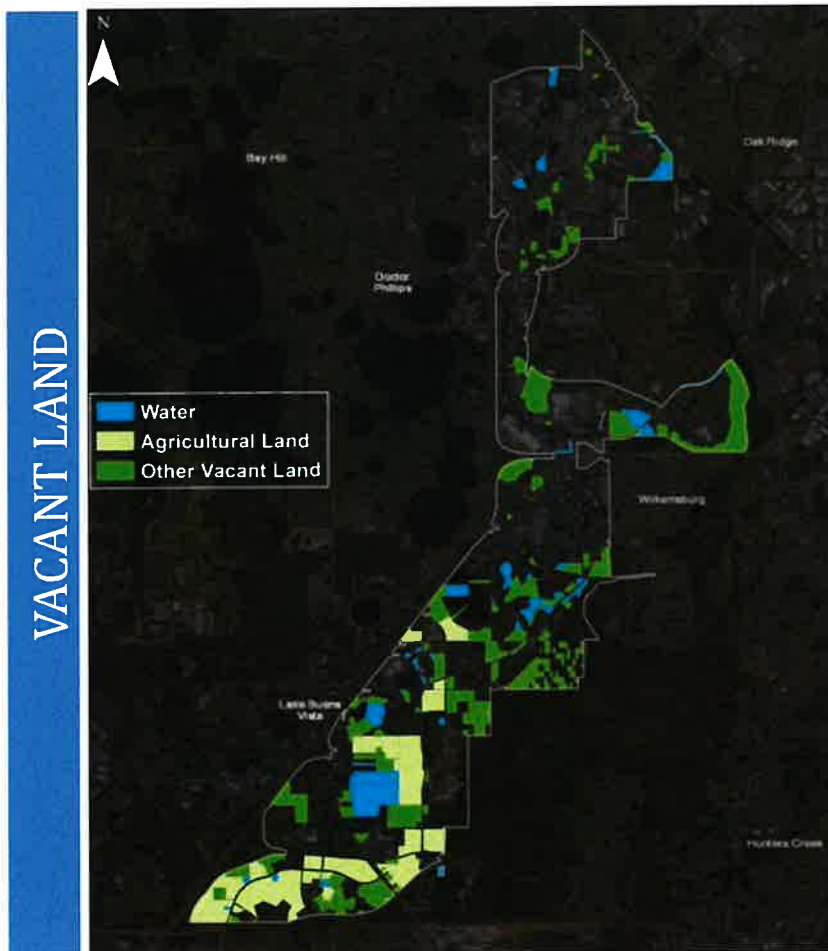 VACANT LAND
N
Bay Hill
Oak Ridge
Doctor
Phillips
Water
Agricultural Land
Other Vacant Land
Williamsburg
Lake Buena
Vista
Hunters Creek